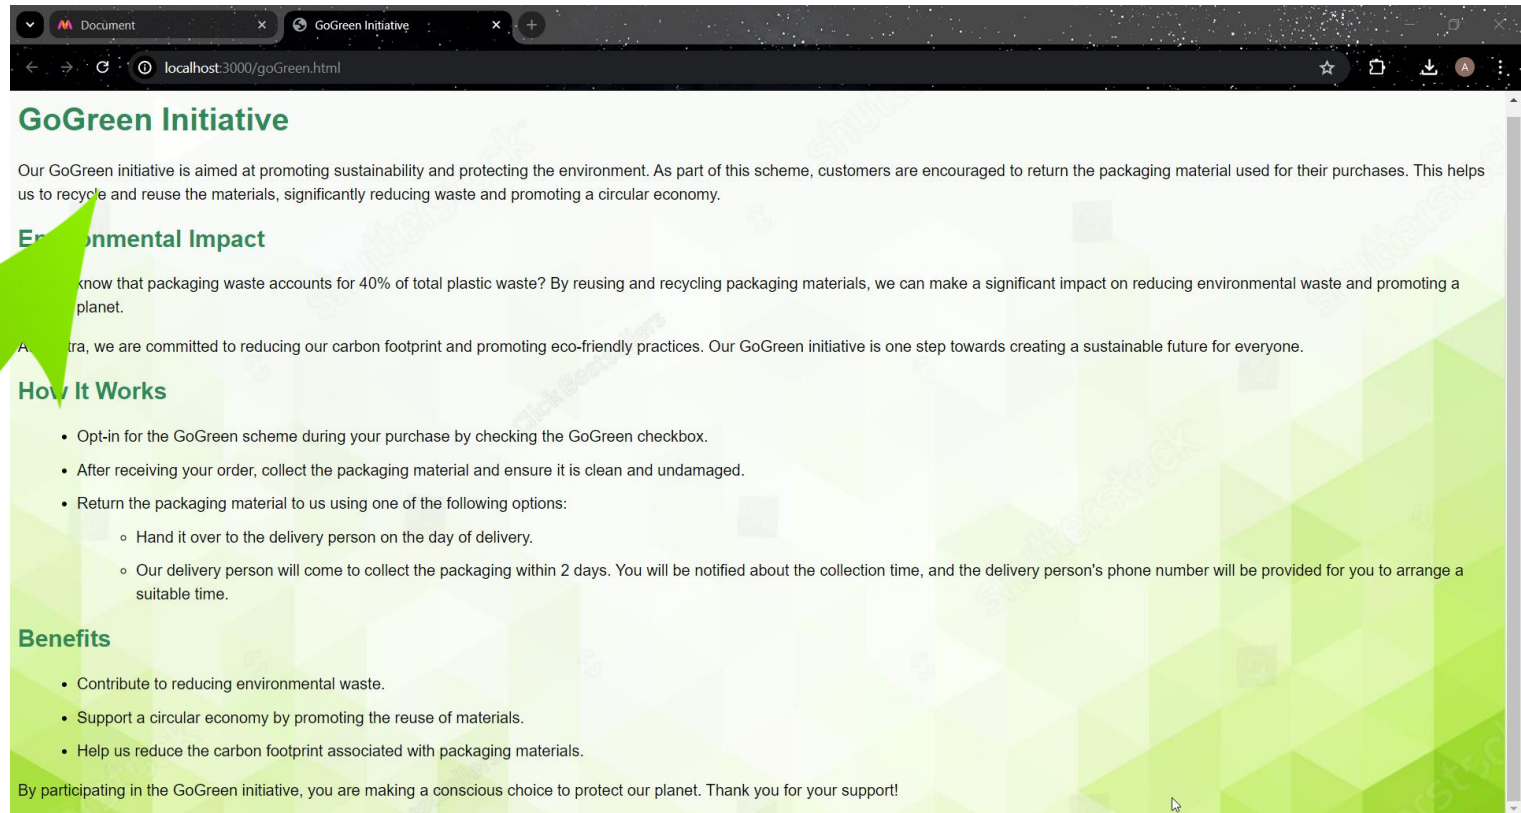 Document
GoGreen Initiative
localhost:3000/goGreen.html
A
GoGreen Initiative
Our GoGreen initiative is aimed at promoting sustainability and protecting the environment. As part of this scheme, customers are encouraged to return the packaging material used for their purchases. This helps
us to recycle and reuse the materials, significantly reducing waste and promoting a circular economy.
Impact
know that packaging waste accounts for 40% of total plastic waste? By reusing and recycling packaging materials, we can make a significant impact on reducing environmental waste and promoting a
planet.
we are committed to reducing our carbon footprint and promoting eco-friendly practices. Our GoGreen initiative is one step towards creating a sustainable future for everyone.
How It Works
• Opt-in for the GoGreen scheme during your purchase by checking the GoGreen checkbox.
• After receiving your order, collect the packaging material and ensure it is clean and undamaged.
• Return the packaging material to us using one of the following options:
◦ Hand it over to the delivery person on the day of delivery.
◦ Our delivery person will come to collect the packaging within 2 days. You will be notified about the collection time, and the delivery person's phone number will be provided for you to arrange a
suitable time.
Benefits
• Contribute to reducing environmental waste.
• Support a circular economy by promoting the reuse of materials.
• Help us reduce the carbon footprint associated with packaging materials.
By participating in the GoGreen initiative, you are making a conscious choice to protect our planet. Thank you for your support!
shutterstock
shutterstock
ClickBestsellers
shutterstock